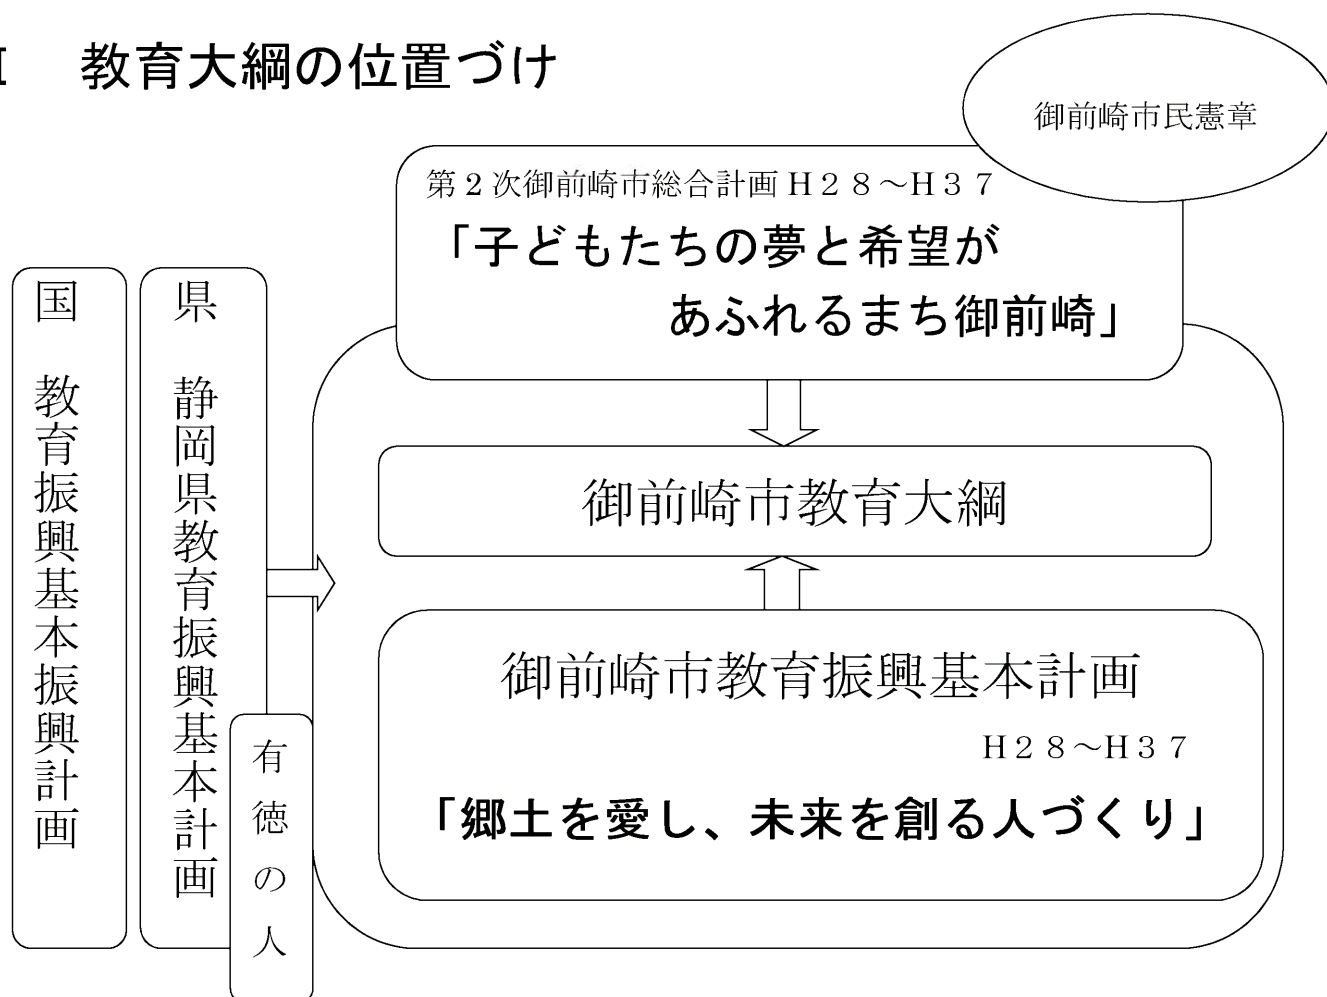 I 教育大綱の位置づけ
御前崎市民憲章
第2次御前崎市総合計画H28～H37
「子どもたちの夢と希望が
あふれるまち御前崎」
国 教育振興基本振興計画
県 静岡県教育振興基本計画
有徳の人
御前崎市教育大綱
御前崎市教育振興基本計画
H28～H37
「郷土を愛し、未来を創る人づくり」